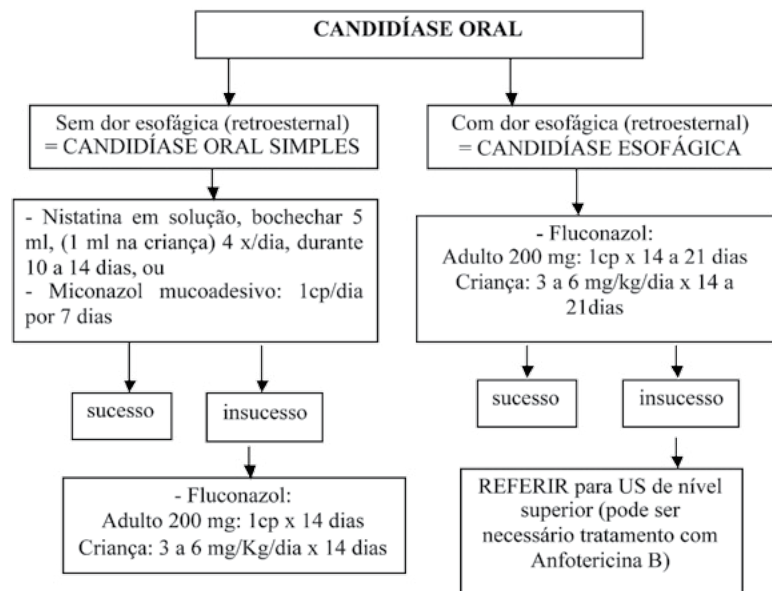 CANDIDÍASE ORAL
Sem dor esofágica (retroesternal)
= CANDIDÍASE ORAL SIMPLES
Com dor esofágica (retroesternal)
= CANDIDÍASE ESOFÁGICA
- Nistatina em solução, bochechar 5
ml, (1 ml na criança) 4 x/dia, durante
10 a 14 dias, ou
- Miconazol mucoadesivo: 1cp/dia
por 7 dias
- Fluconazol:
Adulto 200 mg: 1cp x 14 a 21 dias
Criança: 3 a 6 mg/kg/dia x 14 a
21dias
sucesso
insucesso
sucesso
insucesso
- Fluconazol:
Adulto 200 mg: 1cp x 14 dias
Criança: 3 a 6 mg/Kg/dia x 14 dias
REFERIR para US de nível
superior (pode ser
necessário tratamento com
Anfotericina B)